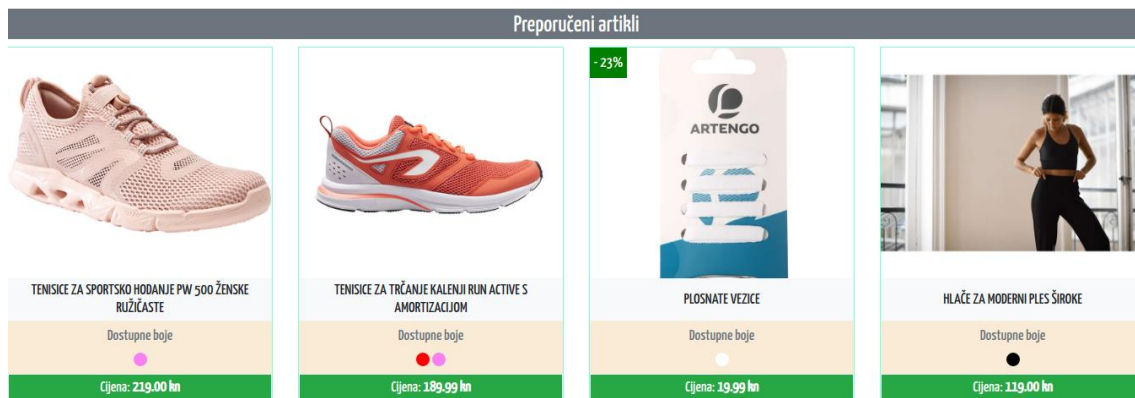 Preporučeni artikli
- 23%
ARTENGO
TENISICE ZA SPORTSKO HODANJE PW 500 ŽENSKE
RUŽIČASTE
Dostupne boje
Cijena: 219.00 kn
TENISICE ZA TRČANJE KALENJI RUN ACTIVE S
AMORTIZACIJOM
Dostupne boje
Cijena: 189.99 kn
PLOSNATE VEZICE
Dostupne boje
Cijena: 19.99 kn
HLAČE ZA MODERNI PLES ŠIROKE
Dostupne boje
Cijena: 119.00 kn